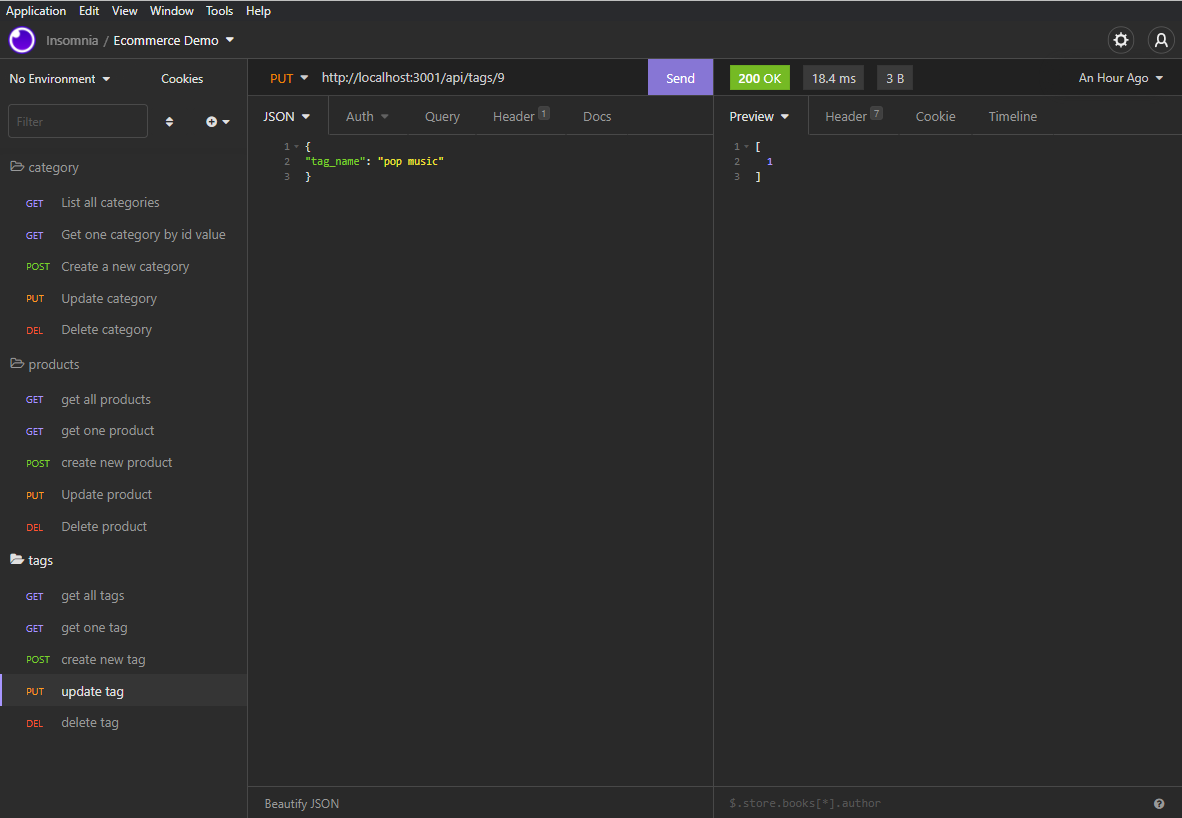 Application Edit View Window Tools Help
Insomnia / Ecommerce Demo
No Environment Cookies
Filter
category
GET List all categories
GET Get one category by id value
POST Create a new category
PUT Update category
DEL Delete category
products
GET get all products
GET get one product
POST create new product
PUT Update product
DEL Delete product
tags
GET get all tags
GET get one tag
POST create new tag
PUT update tag
DEL delete tag
PUT http://localhost:3001/api/tags/9 Send
JSON Auth Query Header 1 Docs
1 {
2 "tag_name": "pop music"
3 }
Beautify JSON
200 OK 18.4 ms 3 B An Hour Ago
Preview Header 7 Cookie Timeline
1 [
2 1
3 ]
$.store.books[*].author